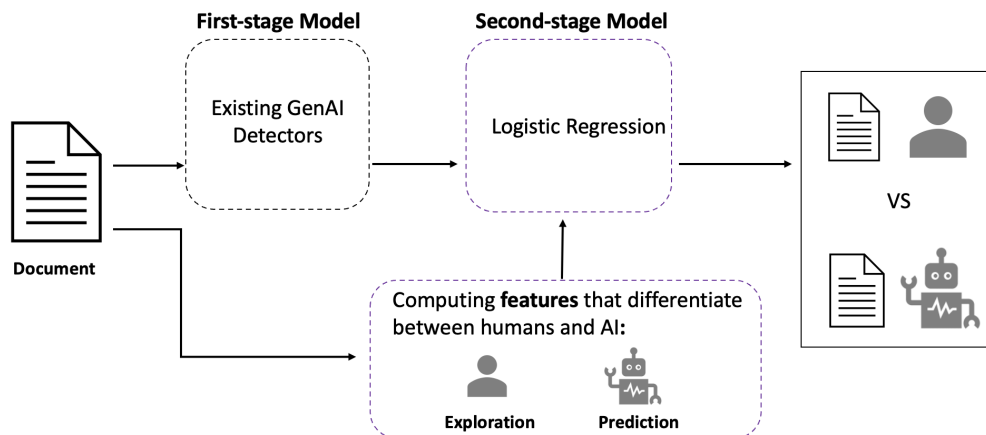 First-stage Model
Second-stage Model
Existing GenAI
Detectors
Logistic Regression
VS
Document
Computing features that differentiate
between humans and AI:
Exploration
Prediction